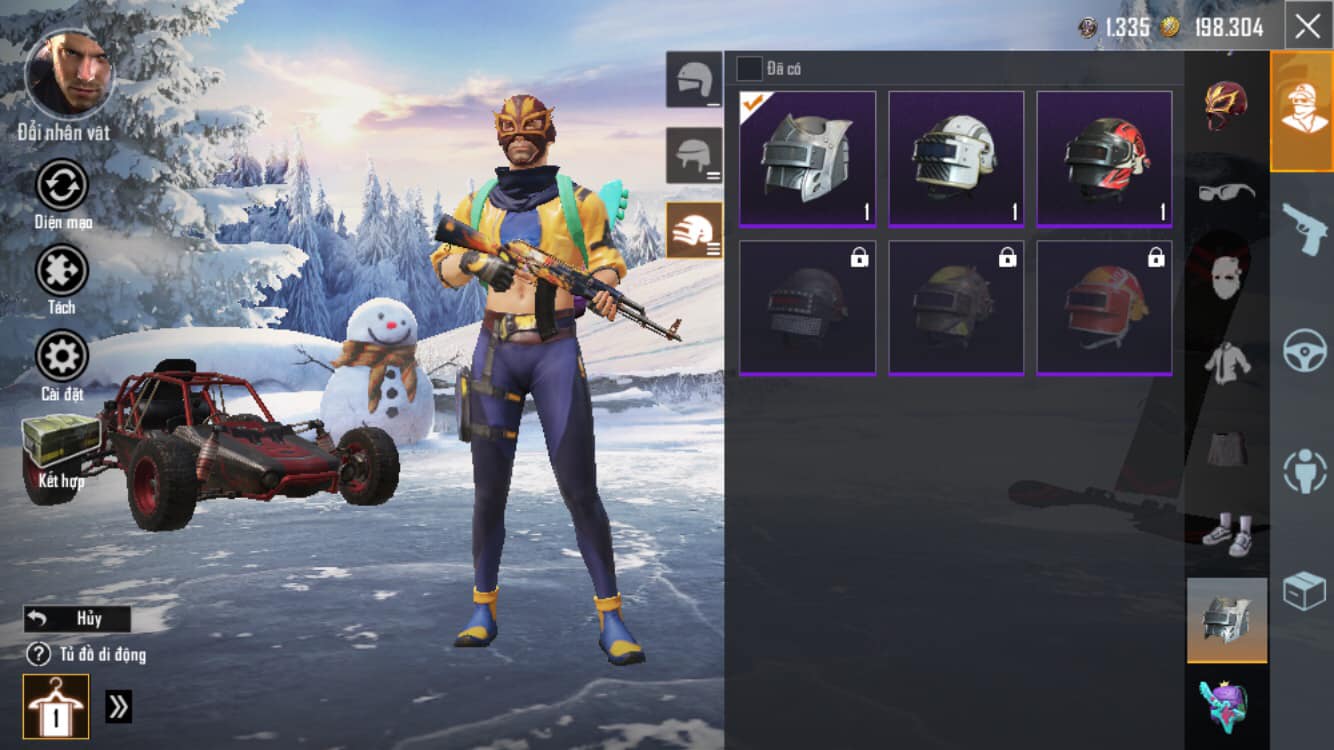 1.335
198.304
Đã có
Đổi nhân vật
Diện mạo
Tách
Cài đặt
Kết hợp
1
1
1
Hủy
? Tủ đồ di động
1